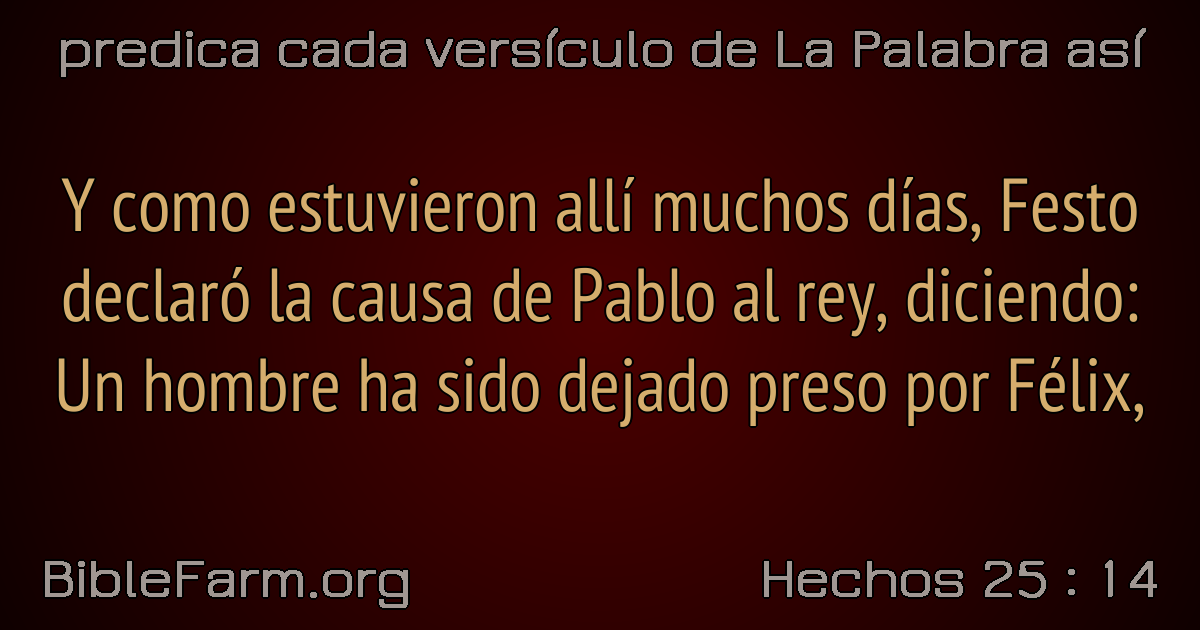 predica cada versículo de La Palabra así
Y como estuvieron allí muchos días, Festo
declaró la causa de Pablo al rey, diciendo:
Un hombre ha sido dejado preso por Félix,
BibleFarm.org
Hechos 25 : 14